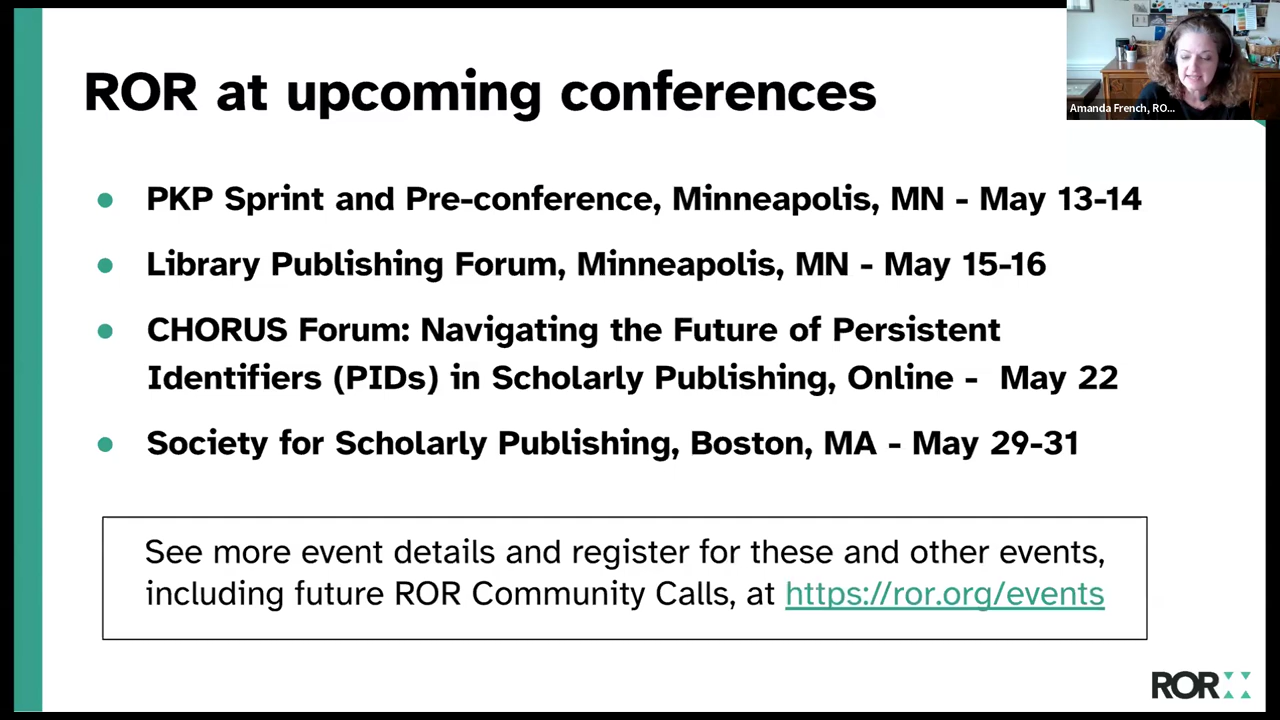 ROR at upcoming conferences
Amanda French, RO...
● PKP Sprint and Pre-conference, Minneapolis, MN - May 13-14
● Library Publishing Forum, Minneapolis, MN - May 15-16
● CHORUS Forum: Navigating the Future of Persistent
Identifiers (PIDs) in Scholarly Publishing, Online - May 22
● Society for Scholarly Publishing, Boston, MA - May 29-31
See more event details and register for these and other events,
including future ROR Community Calls, at https://ror.org/events
ROR